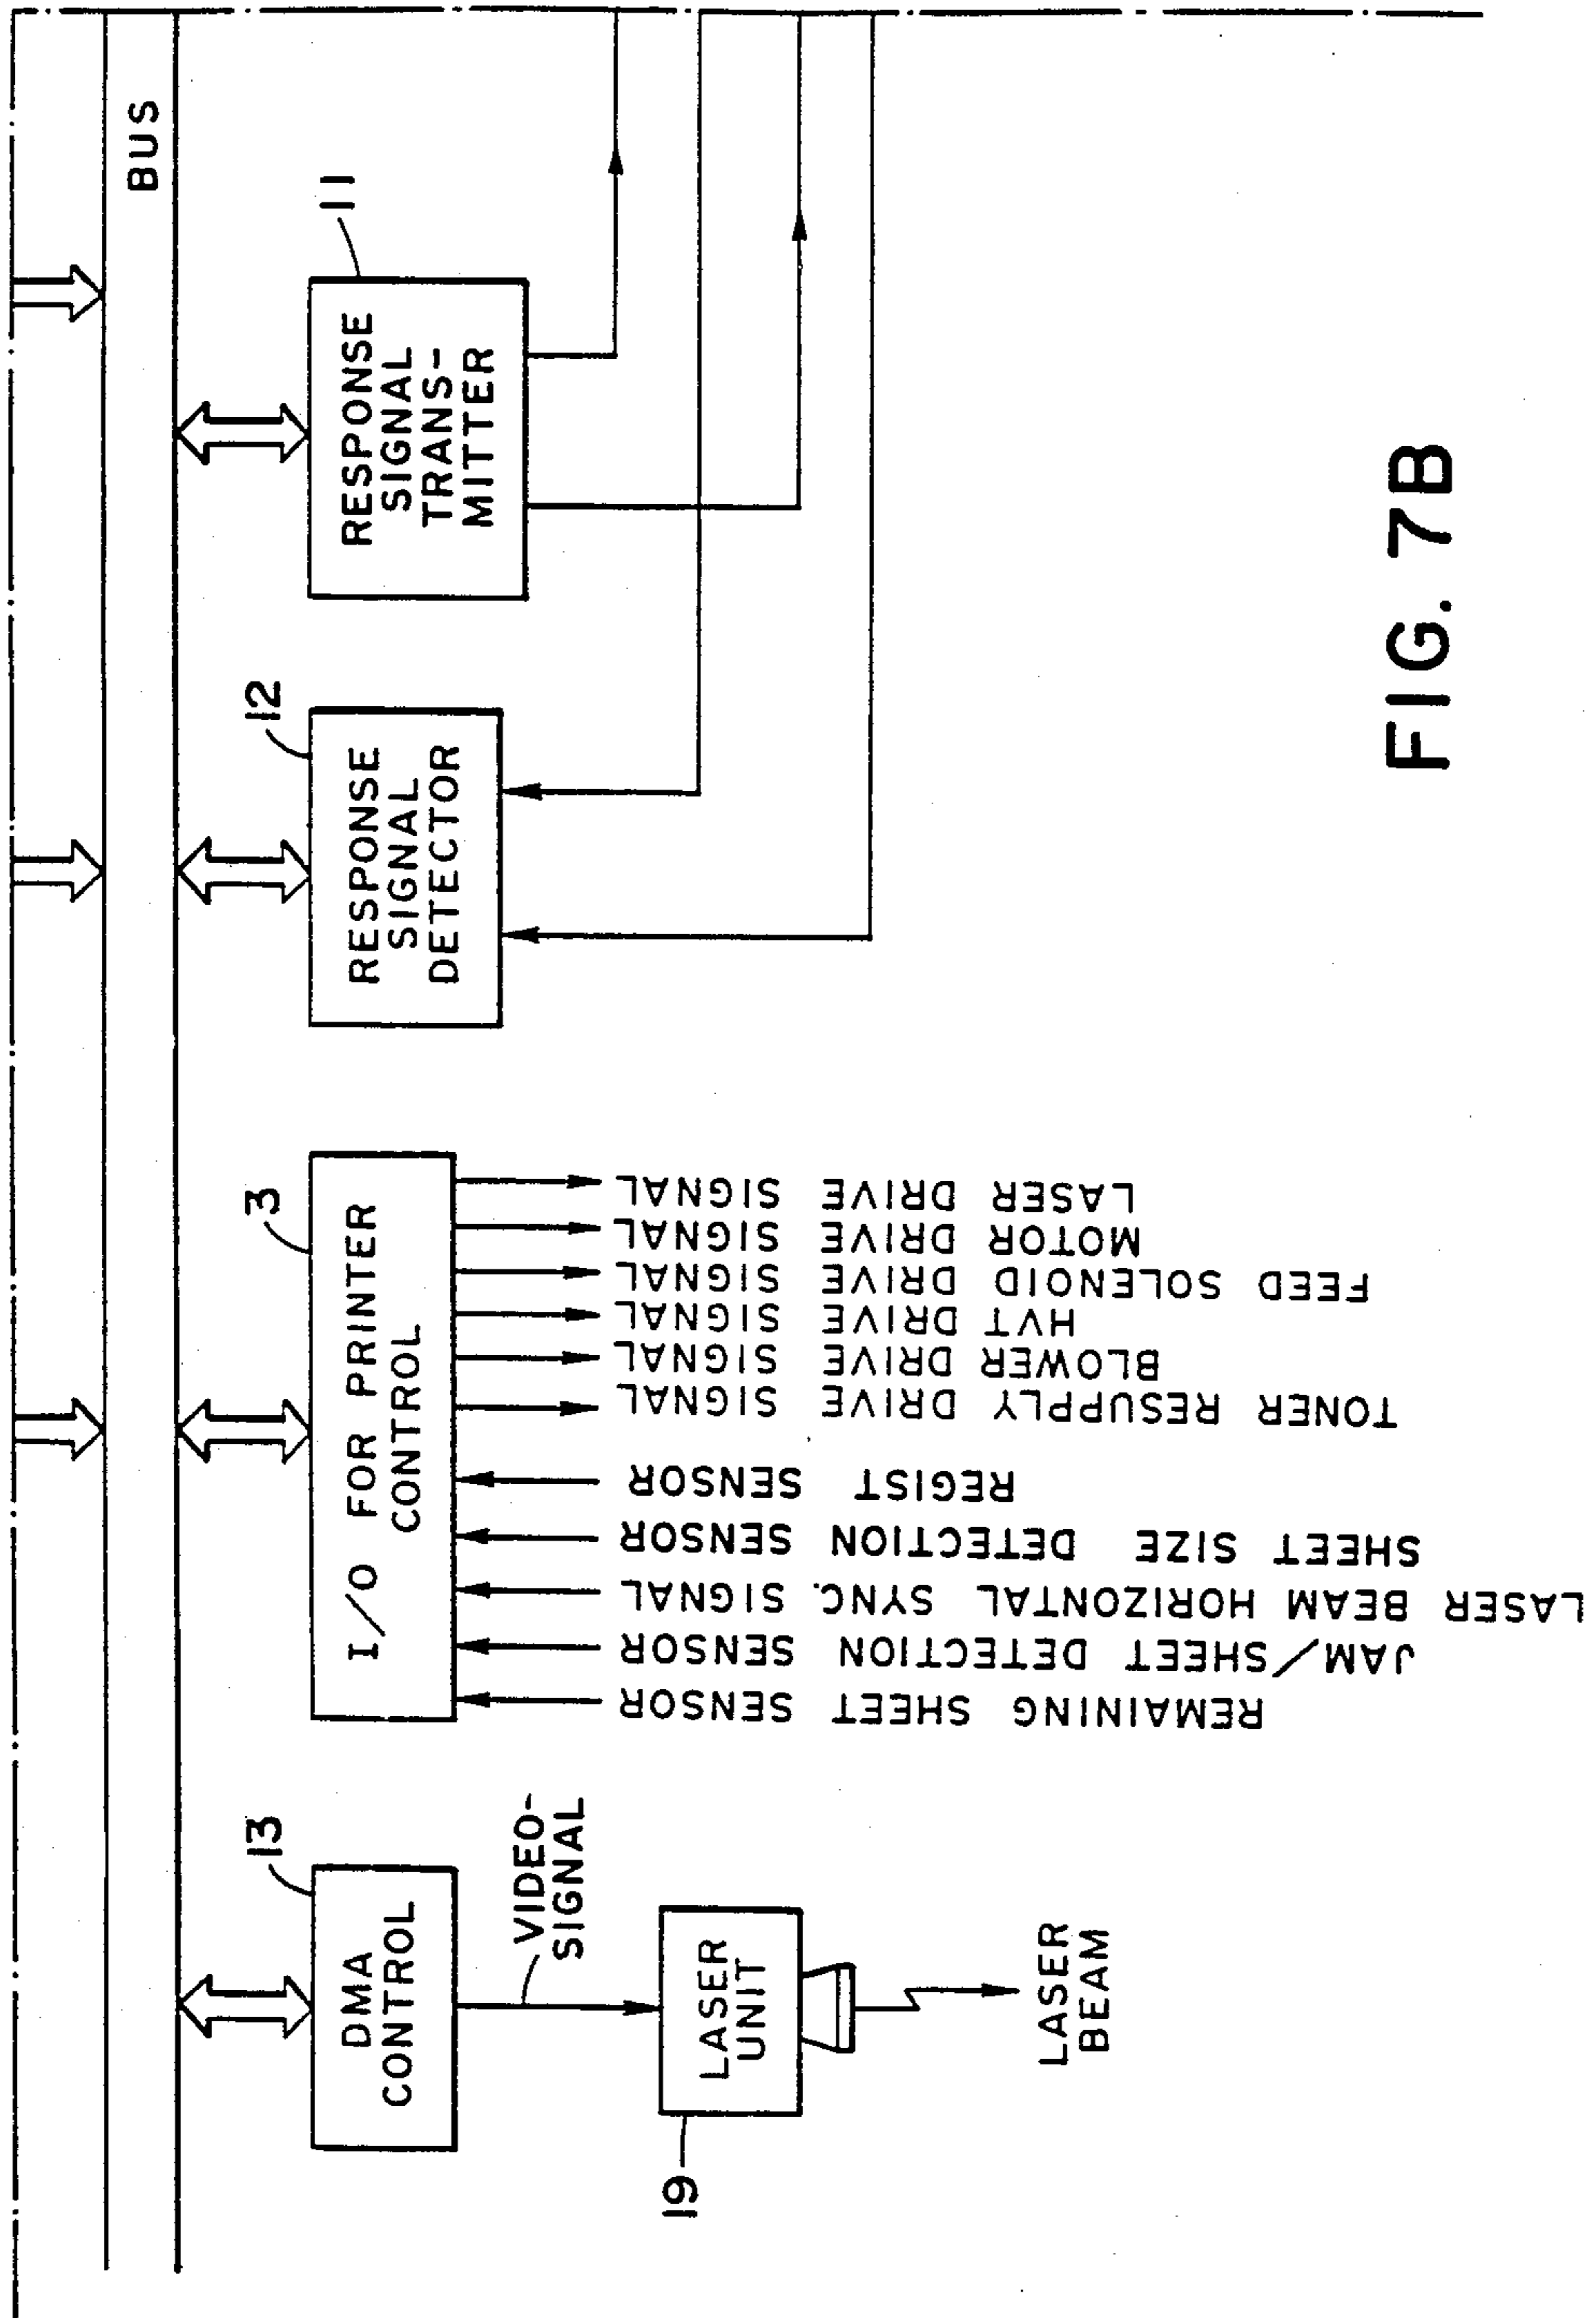 BUS
13
DMA
CONTROL
VIDEO-
SIGNAL
19
LASER
UNIT
LASER
BEAM
3
I/O FOR PRINTER
CONTROL
REMAINING SHEET SENSOR
JAM/SHEET DETECTION SENSOR
LASER BEAM HORIZONTAL SYNC. SIGNAL
SHEET SIZE DETECTION SENSOR
REGIST SENSOR
TONER RESUPPLY DRIVE SIGNAL
BLOWER DRIVE SIGNAL
HVT DRIVE SIGNAL
FEED SOLENOID DRIVE SIGNAL
MOTOR DRIVE SIGNAL
LASER DRIVE SIGNAL
12
RESPONSE
SIGNAL
DETECTOR
11
RESPONSE
SIGNAL
TRANS-
MITTER
FIG. 7B